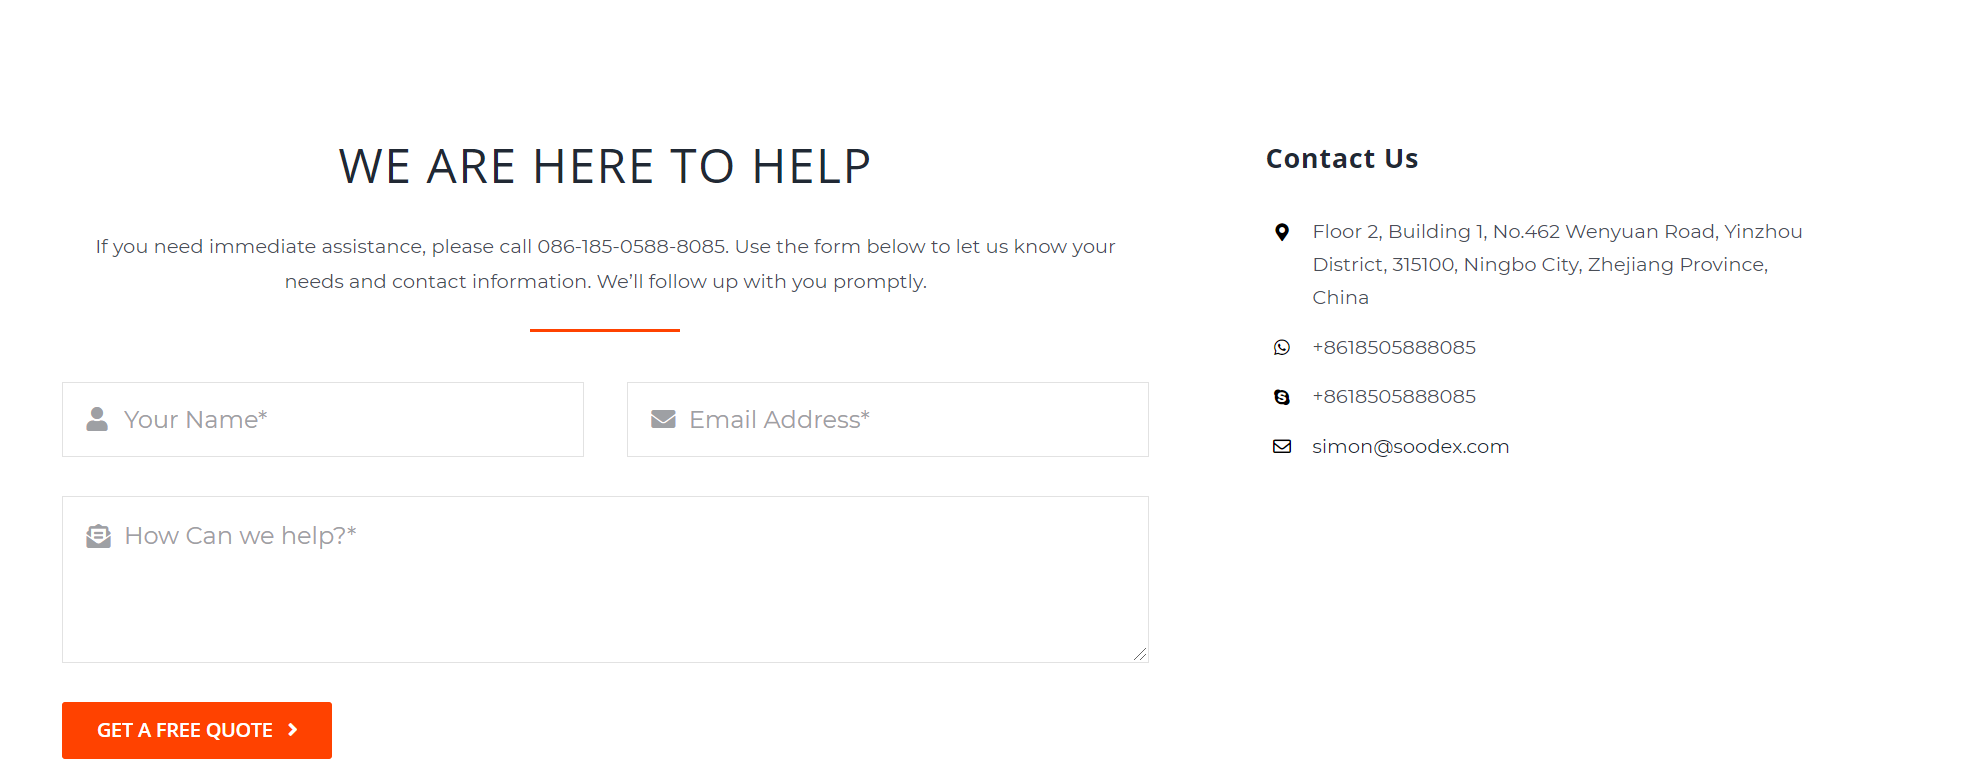 WE ARE HERE TO HELP
If you need immediate assistance, please call 086-185-0588-8085. Use the form below to let us know your
needs and contact information. We’ll follow up with you promptly.
Your Name*
Email Address*
How Can we help?*
GET A FREE QUOTE
Contact Us
Floor 2, Building 1, No.462 Wenyuan Road, Yinzhou
District, 315100, Ningbo City, Zhejiang Province,
China
+8618505888085
+8618505888085
simon@soodex.com